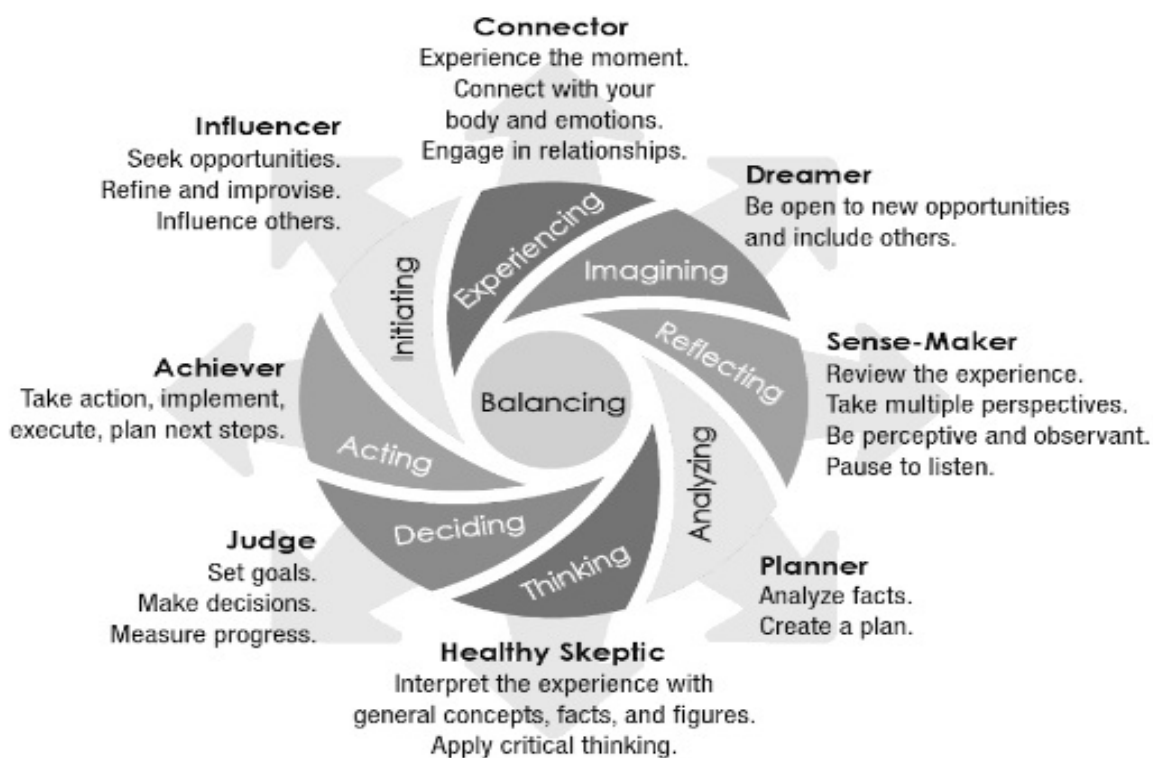 Connector
Experience the moment.
Connect with your
body and emotions.
Engage in relationships.
Influencer
Seek opportunities.
Refine and improvise.
Influence others.
Dreamer
Be open to new opportunities
and include others.
Experiencing
Imagining
Initiating
Reflecting
Sense-Maker
Review the experience.
Take multiple perspectives.
Be perceptive and observant.
Pause to listen.
Achiever
Take action, implement,
execute, plan next steps.
Balancing
Acting
Analyzing
Deciding
Thinking
Judge
Set goals.
Make decisions.
Measure progress.
Planner
Analyze facts.
Create a plan.
Healthy Skeptic
Interpret the experience with
general concepts, facts, and figures.
Apply critical thinking.